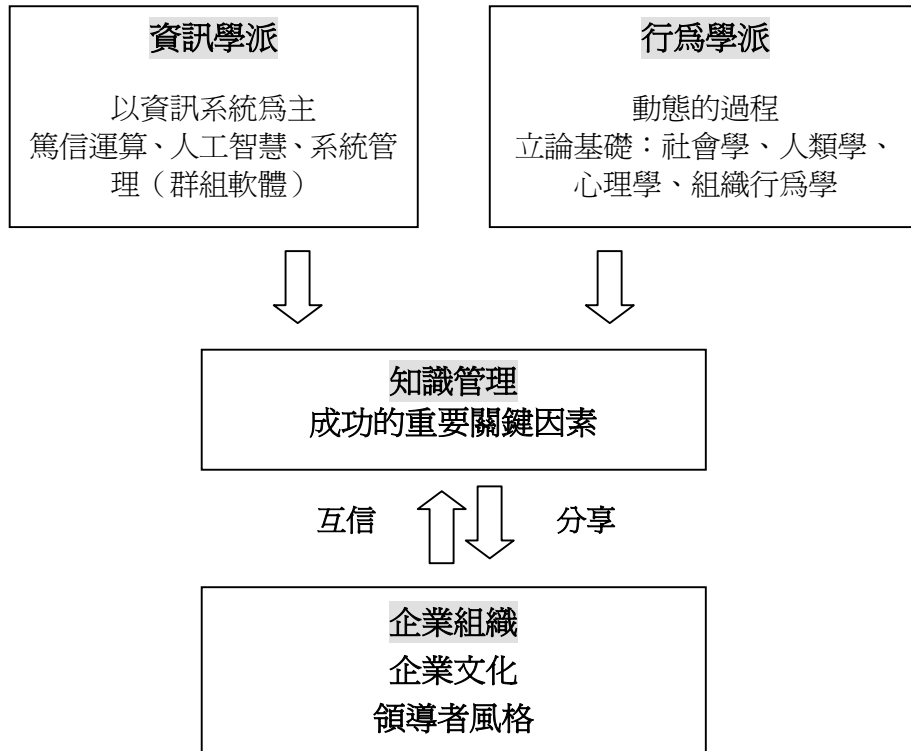 資訊學派
以資訊系統為主
篤信運算、人工智慧、系統管
理（群組軟體）
行為學派
動態的過程
立論基礎：社會學、人類學、
心理學、組織行為學
知識管理
成功的重要關鍵因素
互信
分享
企業組織
企業文化
領導者風格